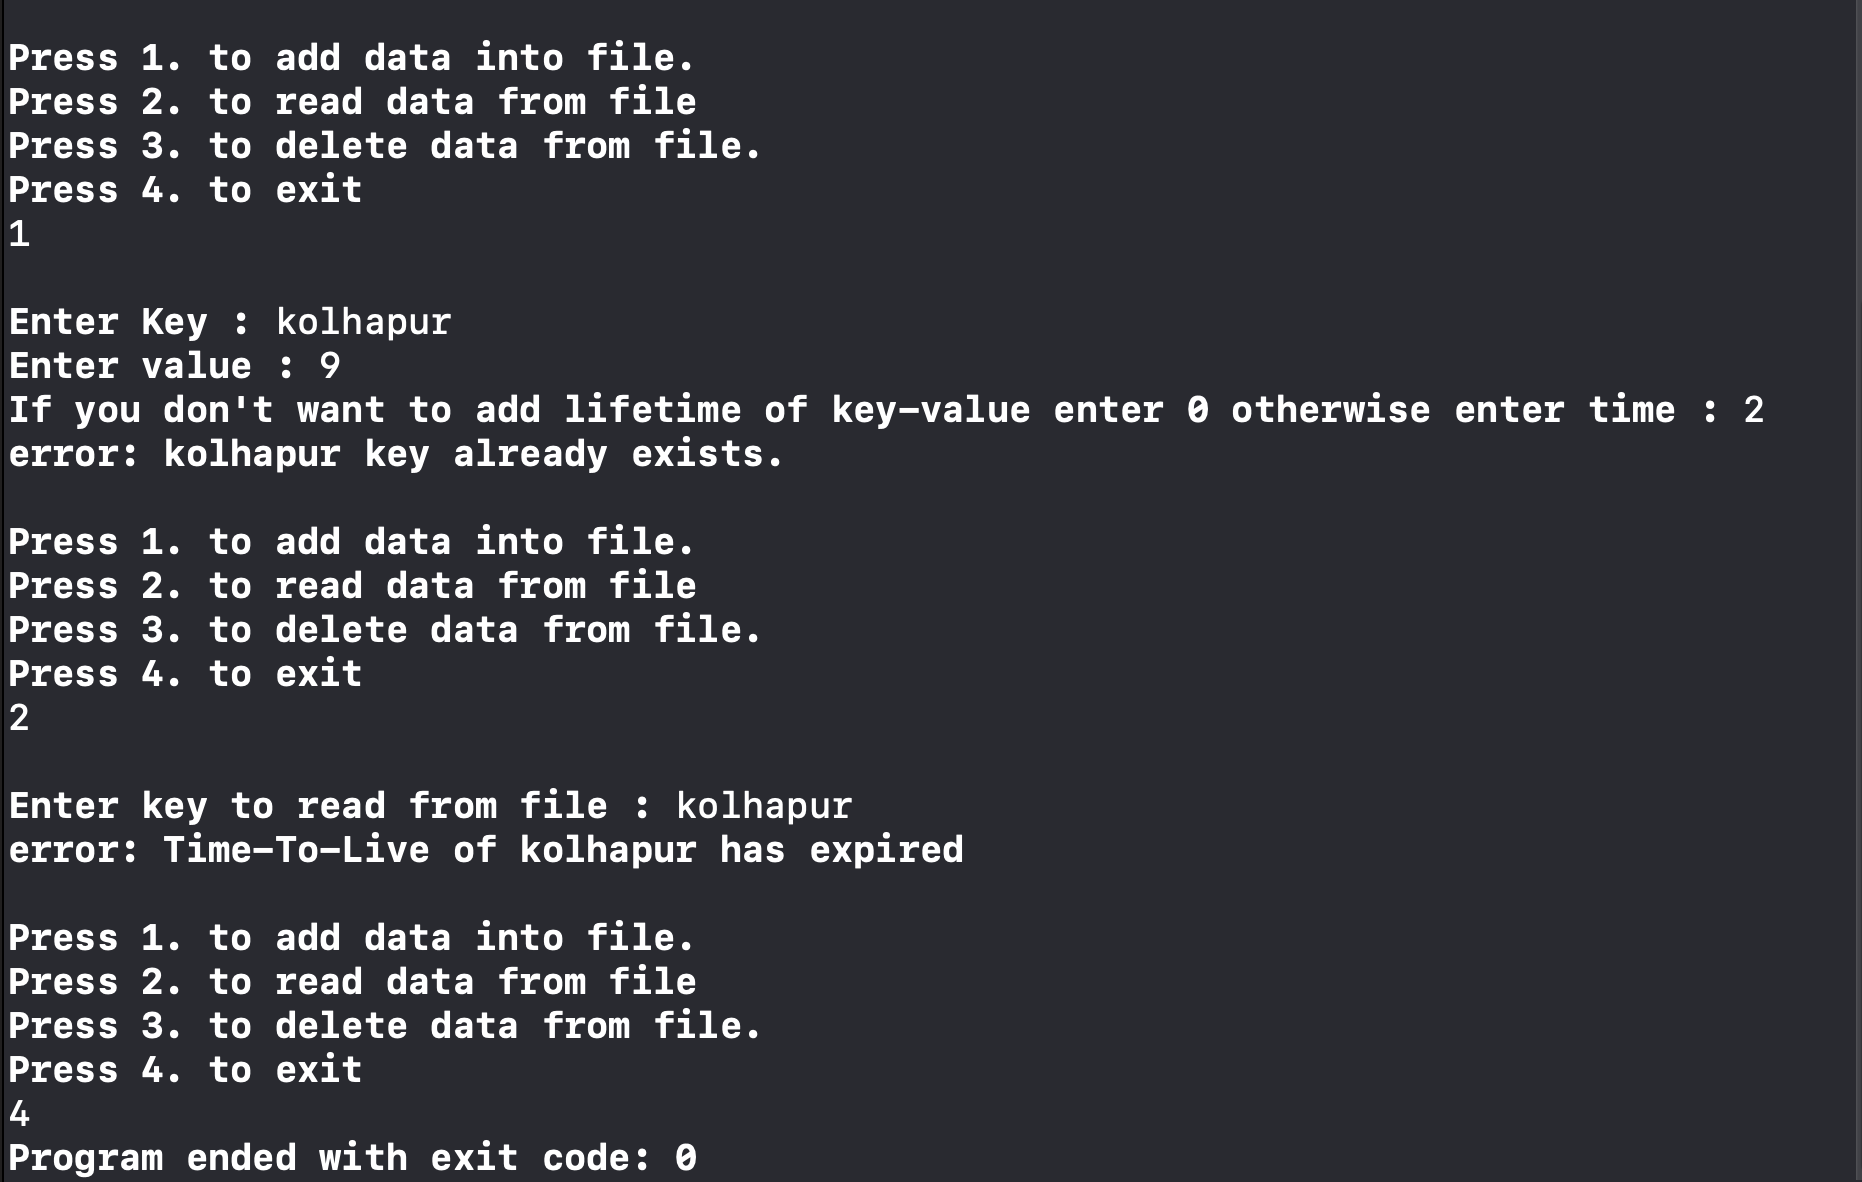 Press 1. to add data into file.
Press 2. to read data from file
Press 3. to delete data from file.
Press 4. to exit
1
Enter Key : kolhapur
Enter value : 9
If you don't want to add lifetime of key-value enter 0 otherwise enter time : 2
error: kolhapur key already exists.
Press 1. to add data into file.
Press 2. to read data from file
Press 3. to delete data from file.
Press 4. to exit
2
Enter key to read from file : kolhapur
error: Time-To-Live of kolhapur has expired
Press 1. to add data into file.
Press 2. to read data from file
Press 3. to delete data from file.
Press 4. to exit
4
Program ended with exit code: 0